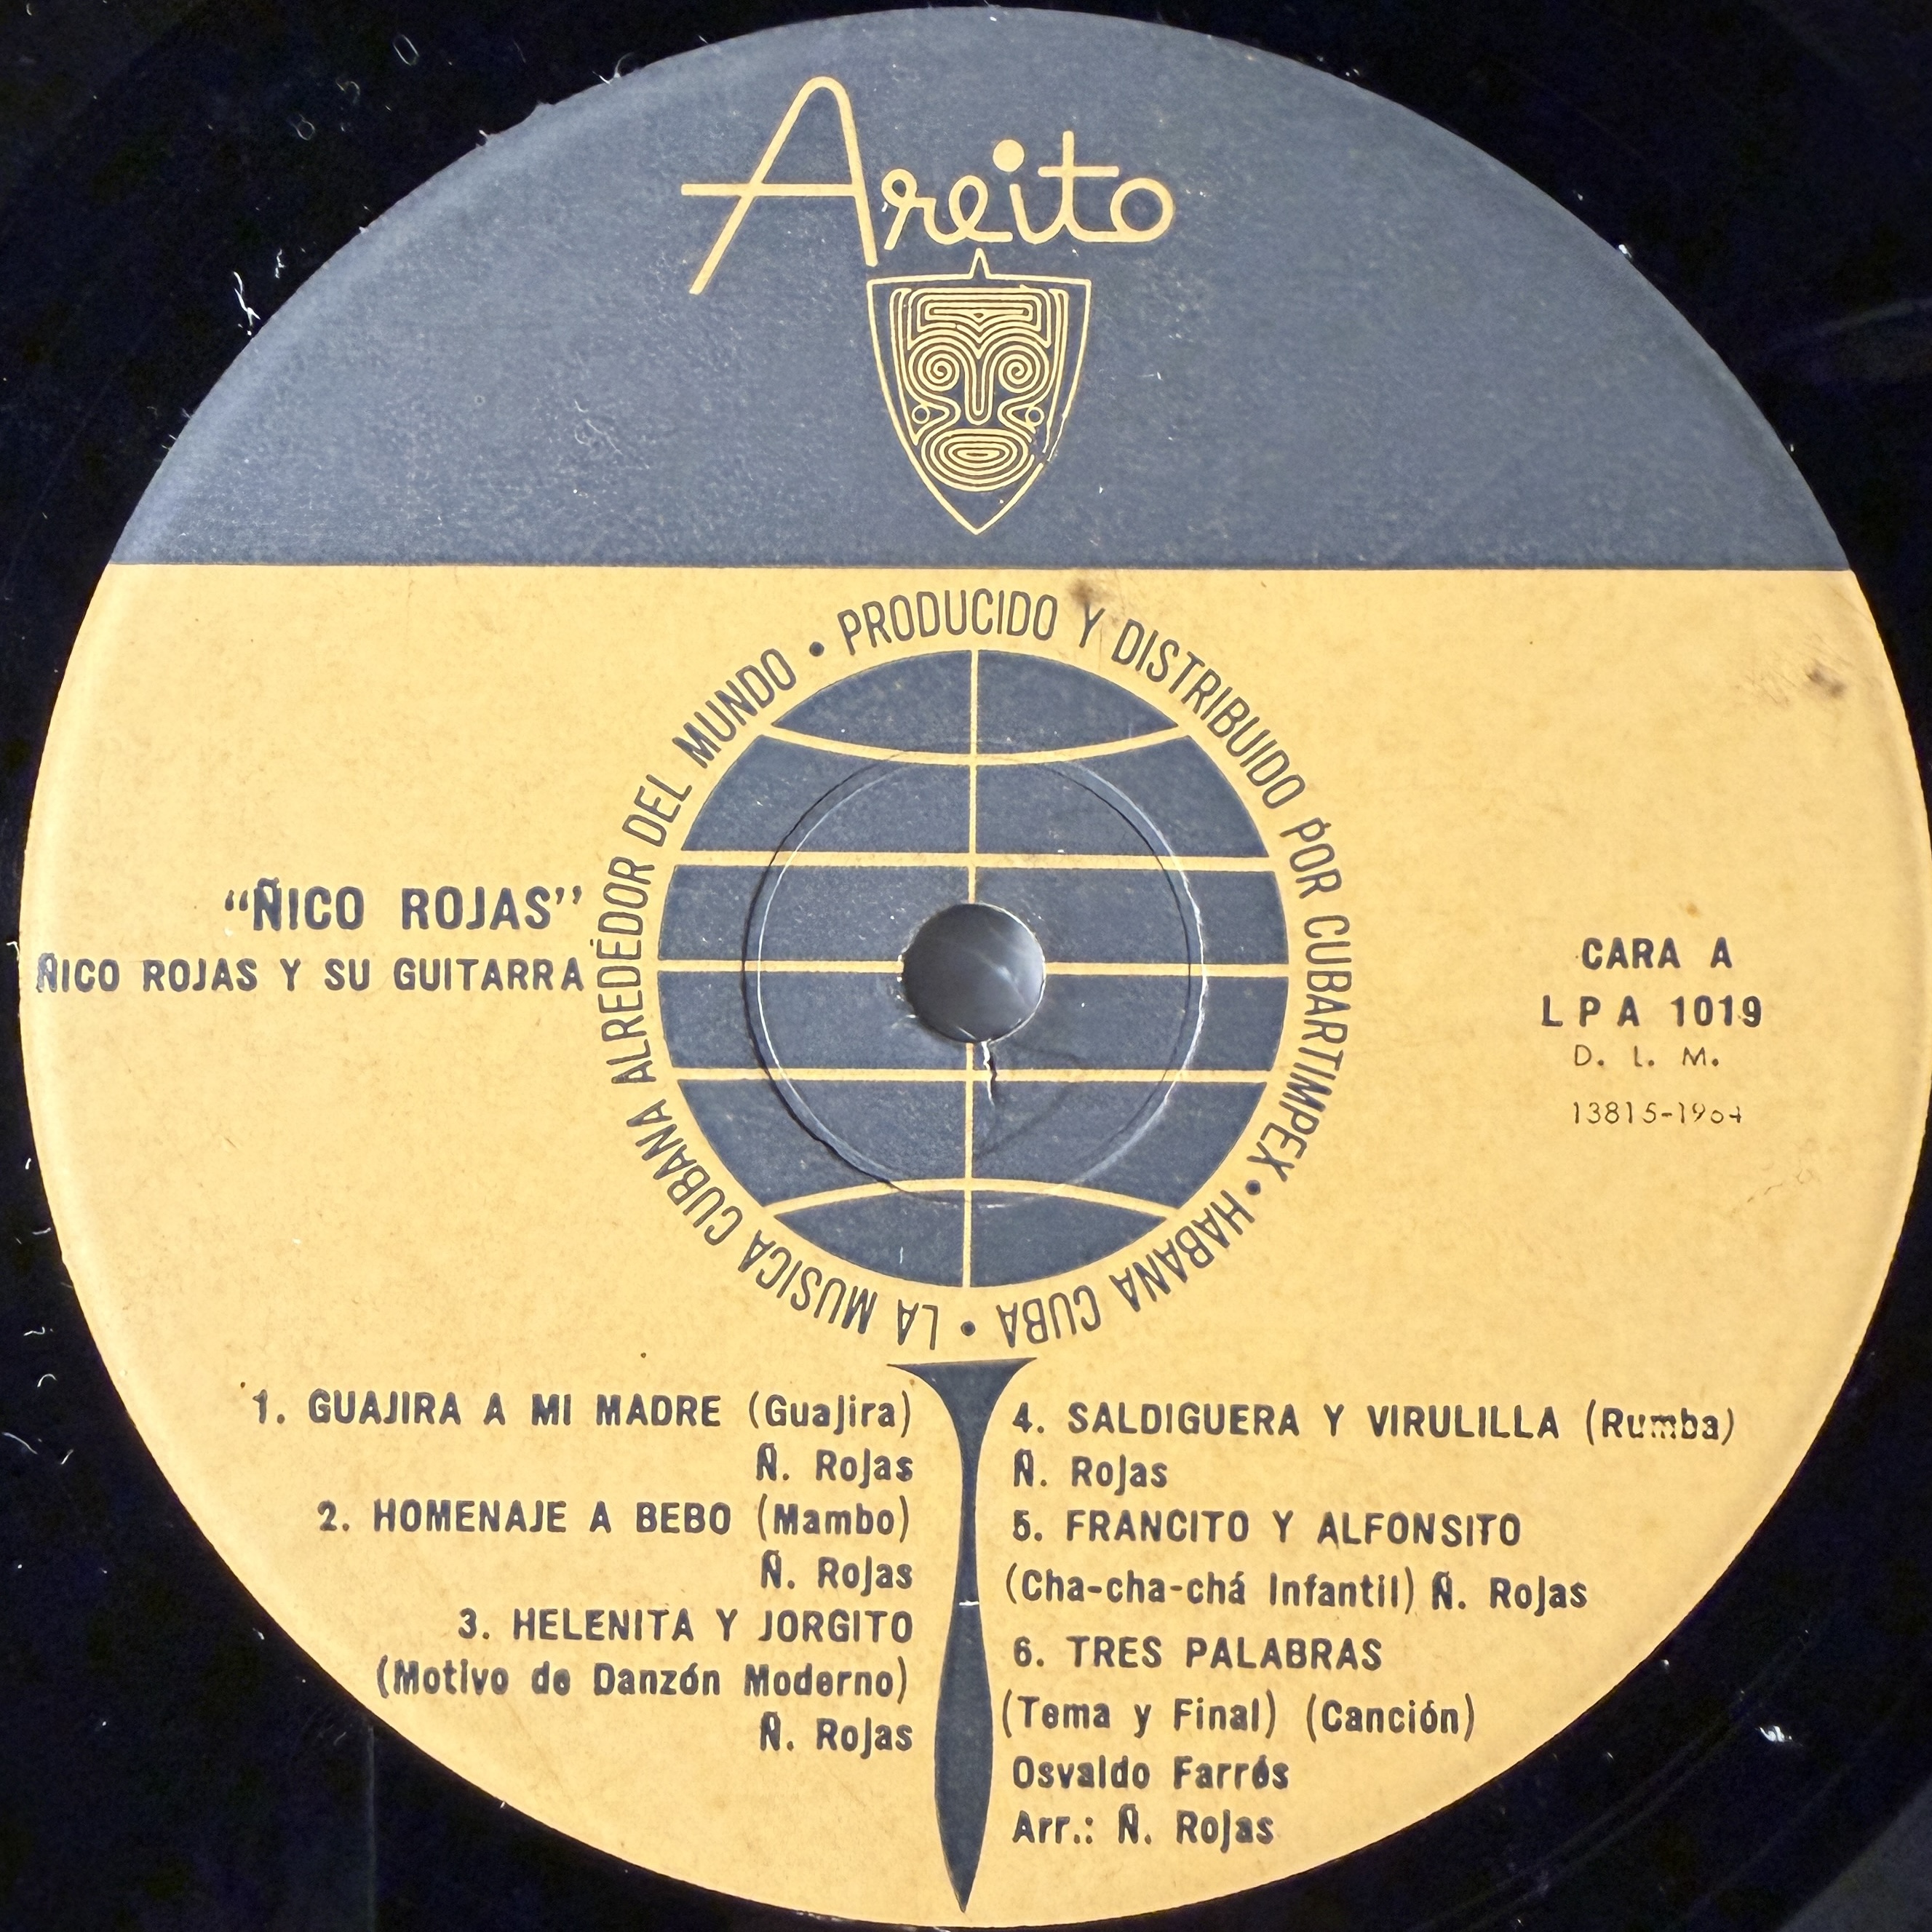 Areito
PRODUCIDO Y DISTRIBUIDO POR CUBARTIMPEX • HABANA CUBA • LA MUSICA CUBANA ALREDEDOR DEL MUNDO •
“ÑICO ROJAS”
ÑICO ROJAS Y SU GUITARRA
CARA A
LPA 1019
D. L. M.
13815-1964
1. GUAJIRA A MI MADRE (Guajira)
Ñ. Rojas
2. HOMENAJE A BEBO (Mambo)
Ñ. Rojas
3. HELENITA Y JORGITO
(Motivo de Danzón Moderno)
Ñ. Rojas
4. SALDIGUERA Y VIRULILLA (Rumba)
Ñ. Rojas
5. FRANCITO Y ALFONSITO
(Cha-cha-chá Infantil) Ñ. Rojas
6. TRES PALABRAS
(Tema y Final) (Canción)
Osvaldo Farrés
Arr.: Ñ. Rojas